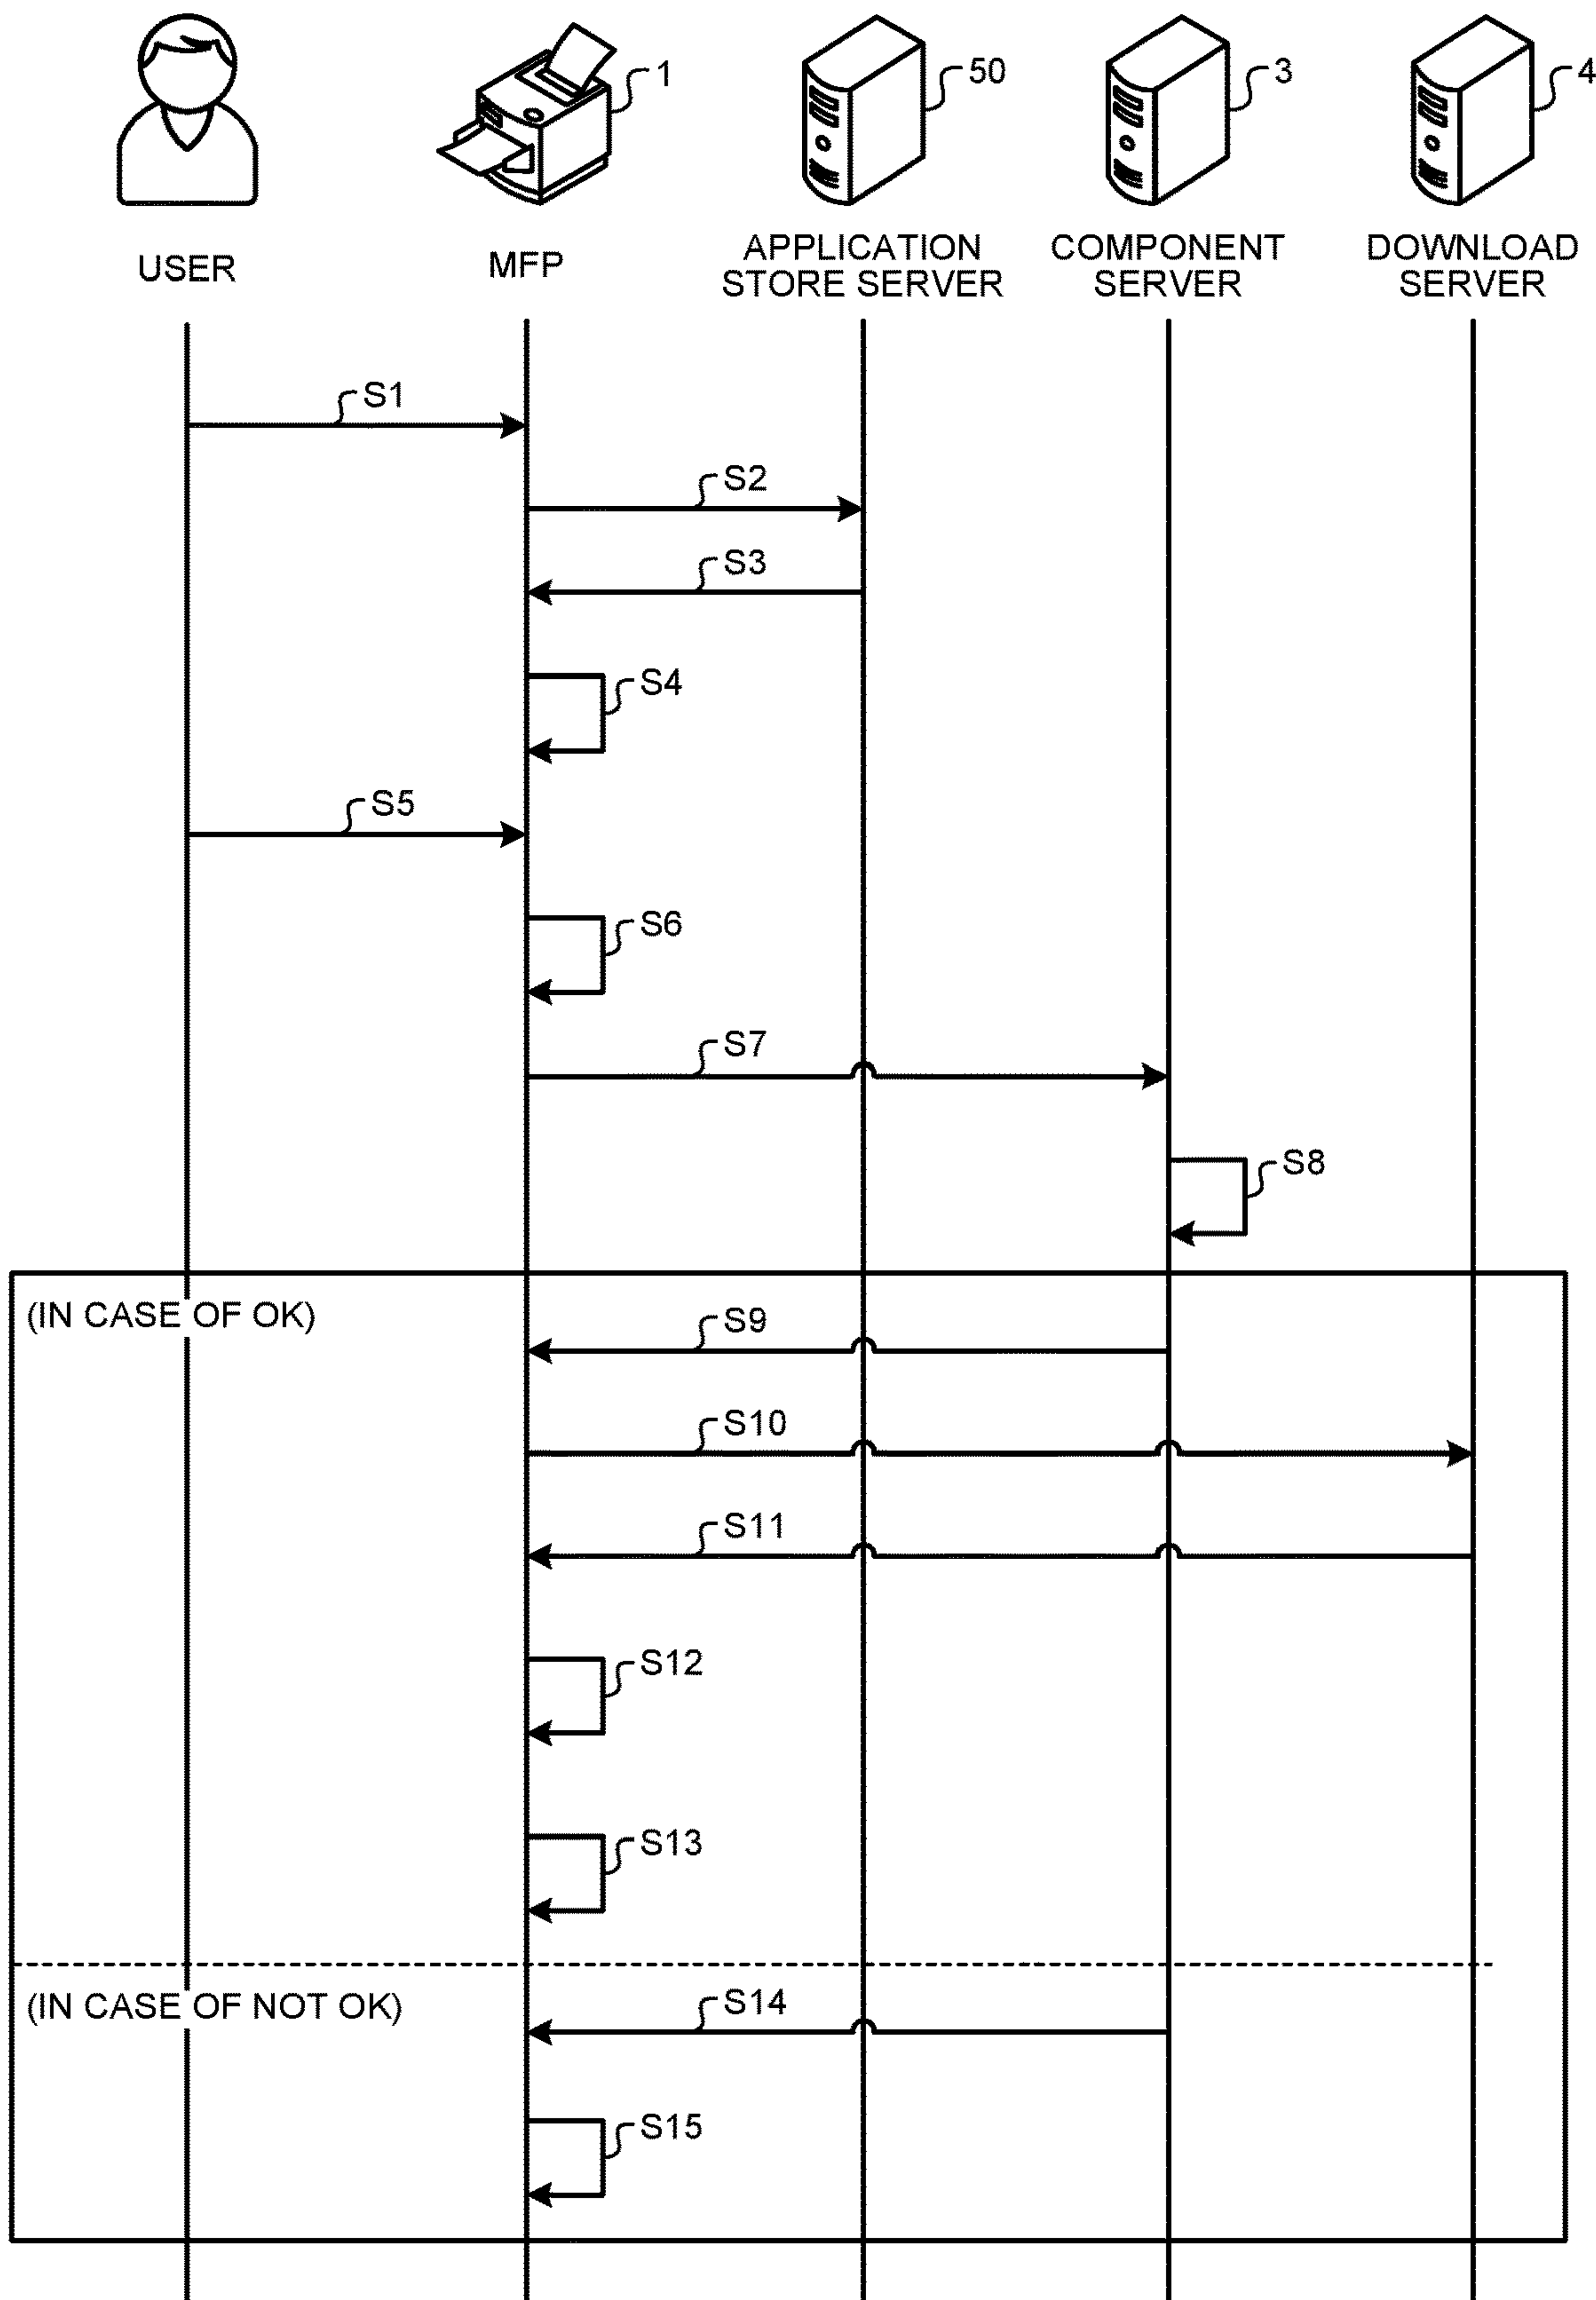 1
50
3
4
USER
MFP
APPLICATION
STORE SERVER
COMPONENT
SERVER
DOWNLOAD
SERVER
S1
S2
S3
S4
S5
S6
S7
S8
(IN CASE OF OK)
S9
S10
S11
S12
S13
(IN CASE OF NOT OK)
S14
S15